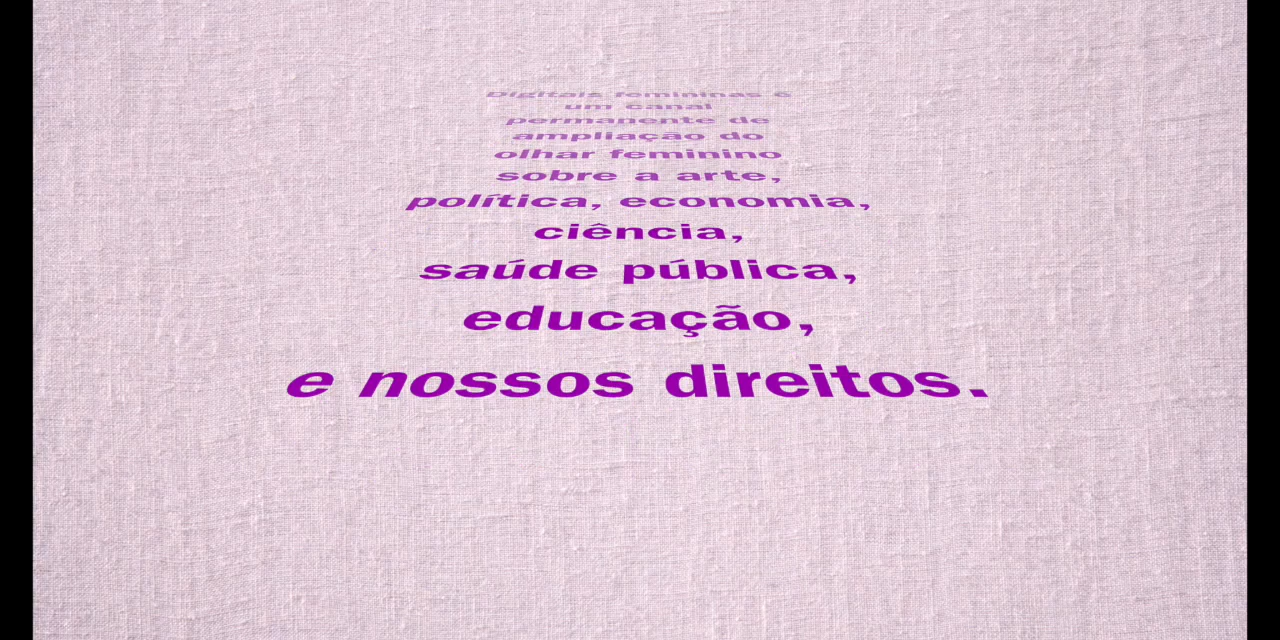 Digitais femininas é
um canal
permanente de
ampliação do
olhar feminino
sobre a arte,
política, economia,
ciência,
saúde pública,
educação,
e nossos direitos.